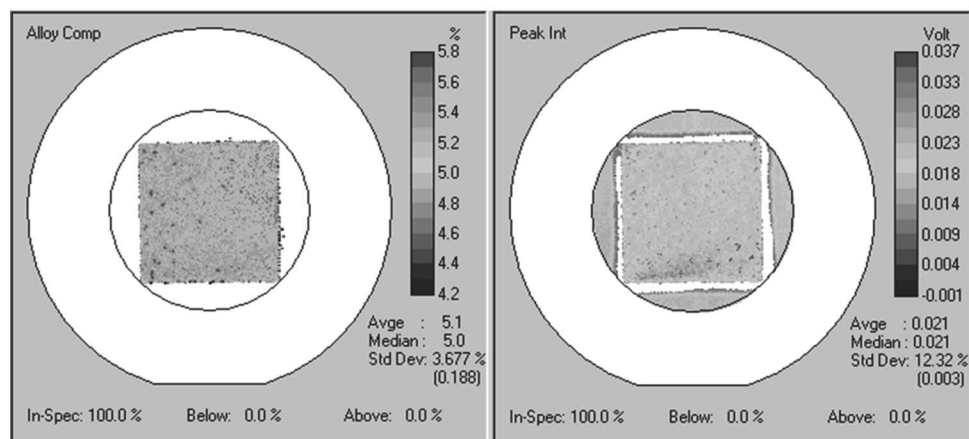 Alloy Comp
%
5.8
5.6
5.4
5.2
5.0
4.8
4.6
4.4
4.2
Avge : 5.1
Median : 5.0
Std Dev: 3.677 %
(0.188)
In-Spec: 100.0 % Below: 0.0 % Above: 0.0 %
Peak Int
Volt
0.037
0.033
0.028
0.023
0.018
0.014
0.009
0.004
-0.001
Avge : 0.021
Median : 0.021
Std Dev: 12.32 %
(0.003)
In-Spec: 100.0 % Below: 0.0 % Above: 0.0 %